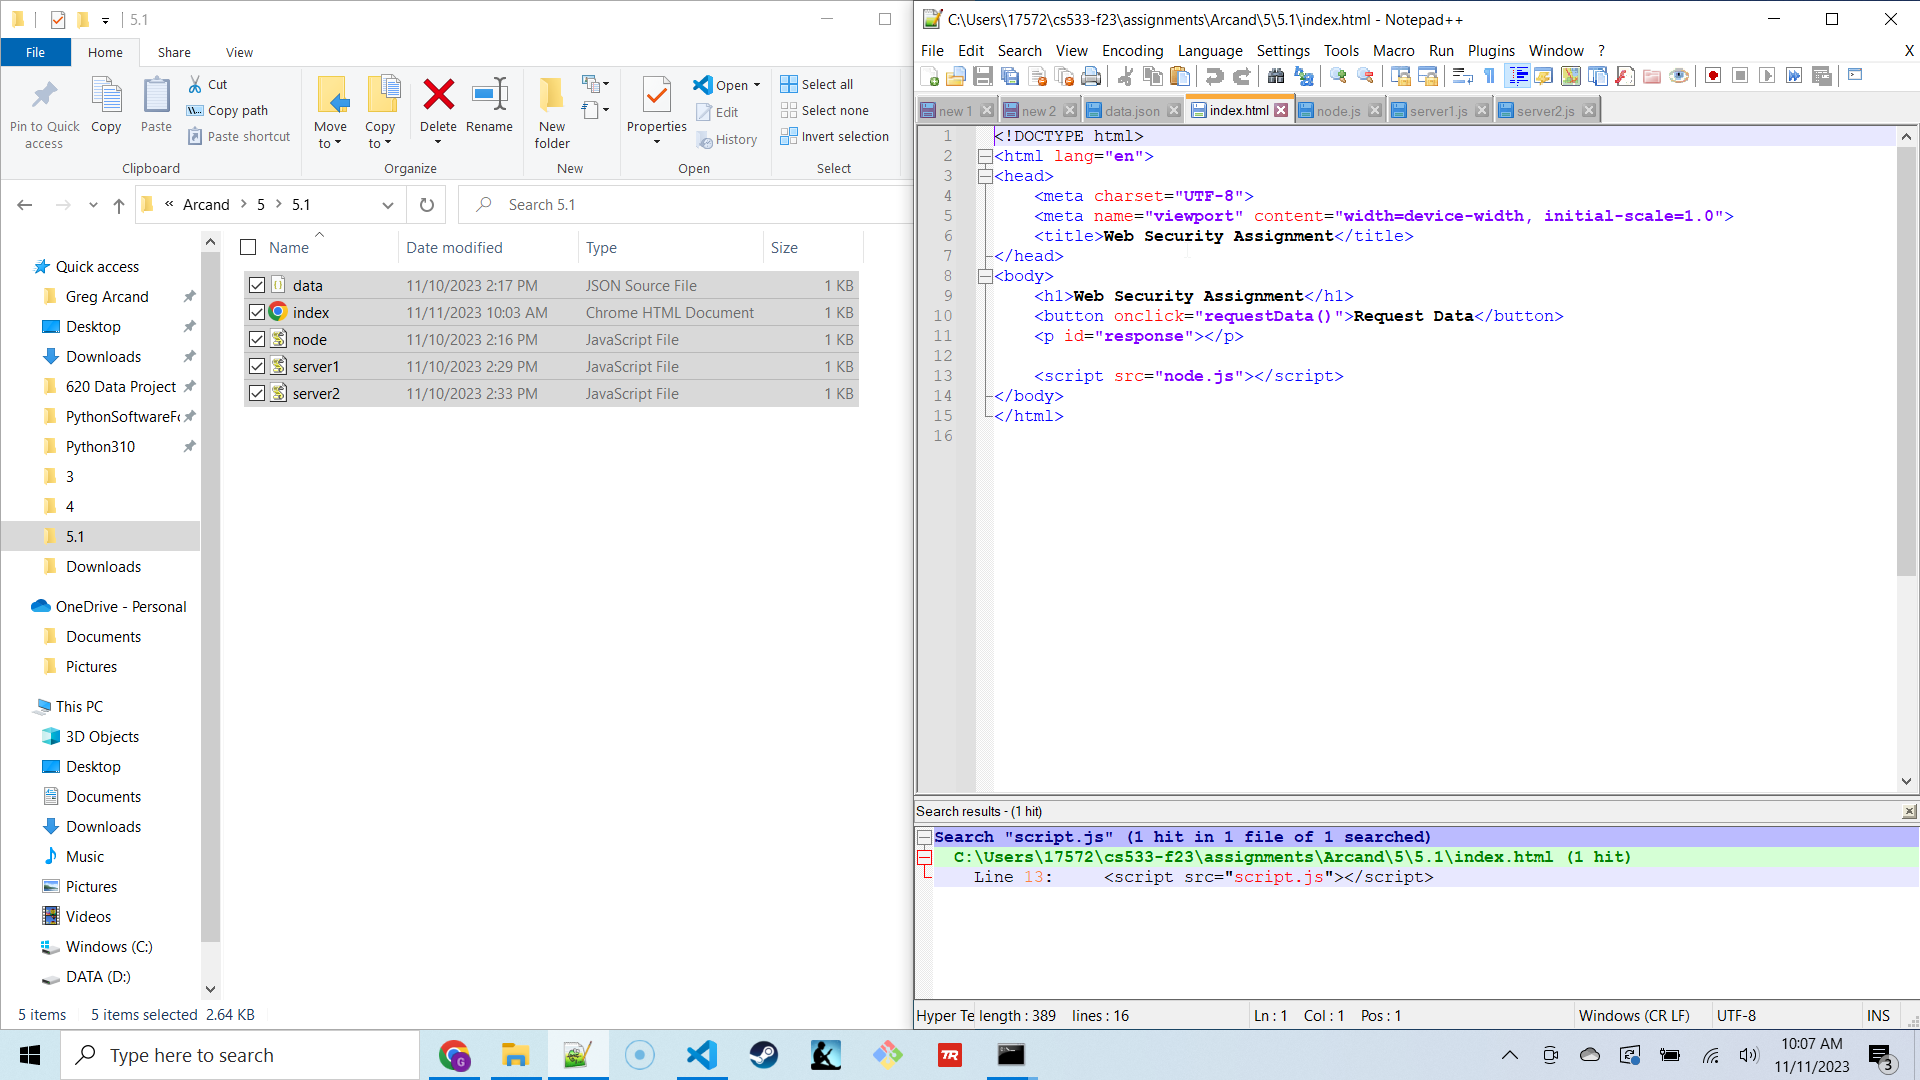 5.1
File Home Share View
Pin to Quick access
Copy
Paste
Cut
Copy path
Paste shortcut
Clipboard
Move to
Copy to
Delete
Rename
Organize
New folder
New
Properties
Open
Edit
History
Open
Select all
Select none
Invert selection
Select
« Arcand > 5 > 5.1
Search 5.1
Name Date modified Type Size
data 11/10/2023 2:17 PM JSON Source File 1 KB
index 11/11/2023 10:03 AM Chrome HTML Document 1 KB
node 11/10/2023 2:16 PM JavaScript File 1 KB
server1 11/10/2023 2:29 PM JavaScript File 1 KB
server2 11/10/2023 2:33 PM JavaScript File 1 KB
Quick access
Greg Arcand
Desktop
Downloads
620 Data Project
PythonSoftwareFo
Python310
3
4
5.1
Downloads
OneDrive - Personal
Documents
Pictures
This PC
3D Objects
Desktop
Documents
Downloads
Music
Pictures
Videos
Windows (C:)
DATA (D:)
5 items 5 items selected 2.64 KB
C:\Users\17572\cs533-f23\assignments\Arcand\5\5.1\index.html - Notepad++
File Edit Search View Encoding Language Settings Tools Macro Run Plugins Window ? X
new 1 new 2 data.json index.html node.js server1.js server2.js
1 <!DOCTYPE html>
2 <html lang="en">
3 <head>
4 <meta charset="UTF-8">
5 <meta name="viewport" content="width=device-width, initial-scale=1.0">
6 <title>Web Security Assignment</title>
7 </head>
8 <body>
9 <h1>Web Security Assignment</h1>
10 <button onclick="requestData()">Request Data</button>
11 <p id="response"></p>
12
13 <script src="node.js"></script>
14 </body>
15 </html>
16
Search results - (1 hit)
Search "script.js" (1 hit in 1 file of 1 searched)
C:\Users\17572\cs533-f23\assignments\Arcand\5\5.1\index.html (1 hit)
Line 13: <script src="script.js"></script>
Hyper Te length : 389 lines : 16 Ln : 1 Col : 1 Pos : 1 Windows (CR LF) UTF-8 INS
Type here to search
G
TR
10:07 AM
11/11/2023
3